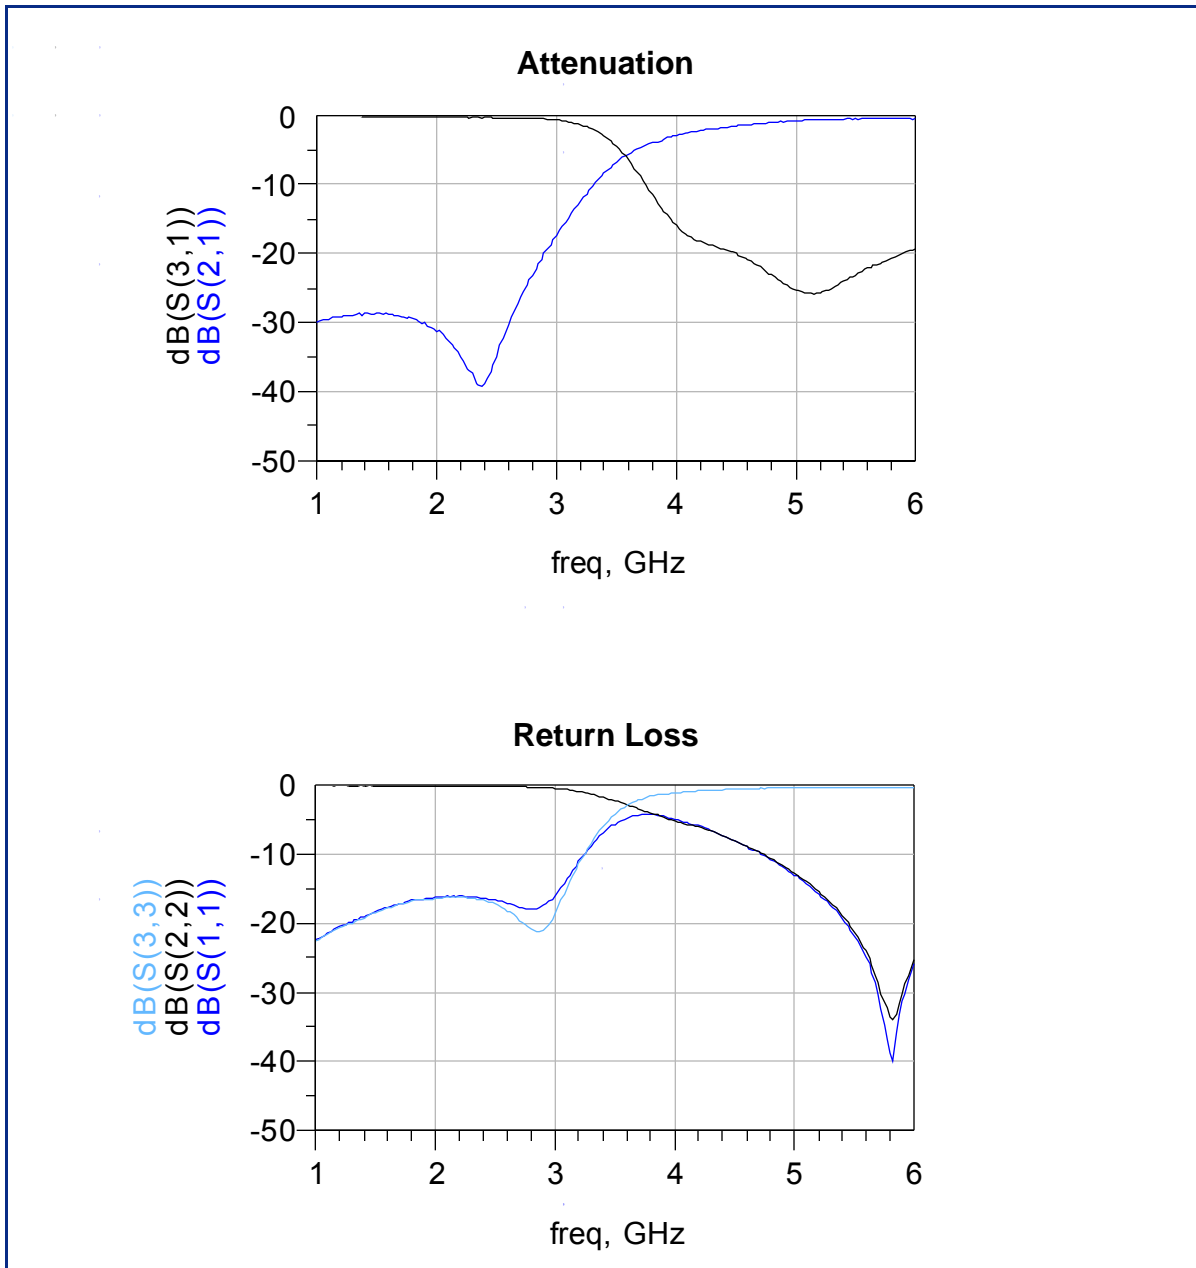 Attenuation
0
-10
-20
-30
-40
-50
dB(S(3,1))
dB(S(2,1))
1 2 3 4 5 6
freq, GHz
Return Loss
0
-10
-20
-30
-40
-50
dB(S(3,3))
dB(S(2,2))
dB(S(1,1))
1 2 3 4 5 6
freq, GHz